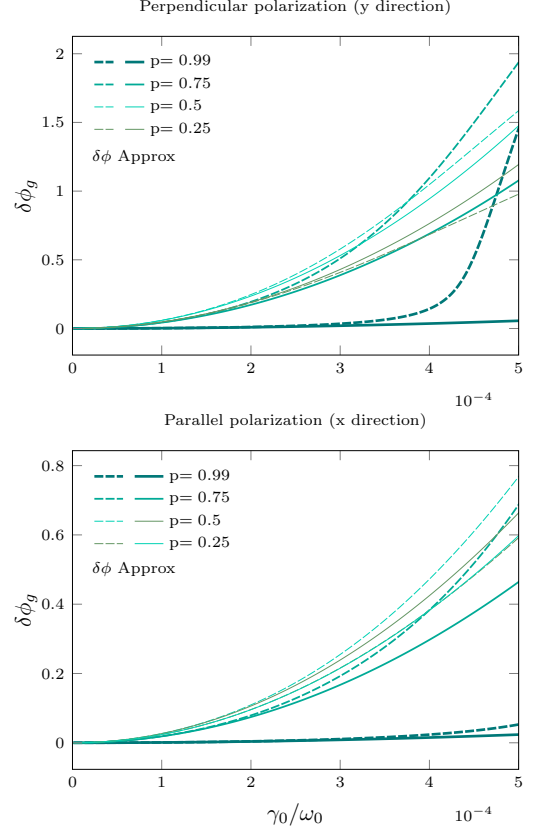 Perpendicular polarization (y direction)
2
1.5
1
0.5
0
δϕ_g
p= 0.99
p= 0.75
p= 0.5
p= 0.25
δϕ Approx
0 1 2 3 4 5
10⁻⁴
Parallel polarization (x direction)
0.8
0.6
0.4
0.2
0
δϕ_g
p= 0.99
p= 0.75
p= 0.5
p= 0.25
δϕ Approx
0 1 2 3 4 5
γ₀/ω₀ 10⁻⁴